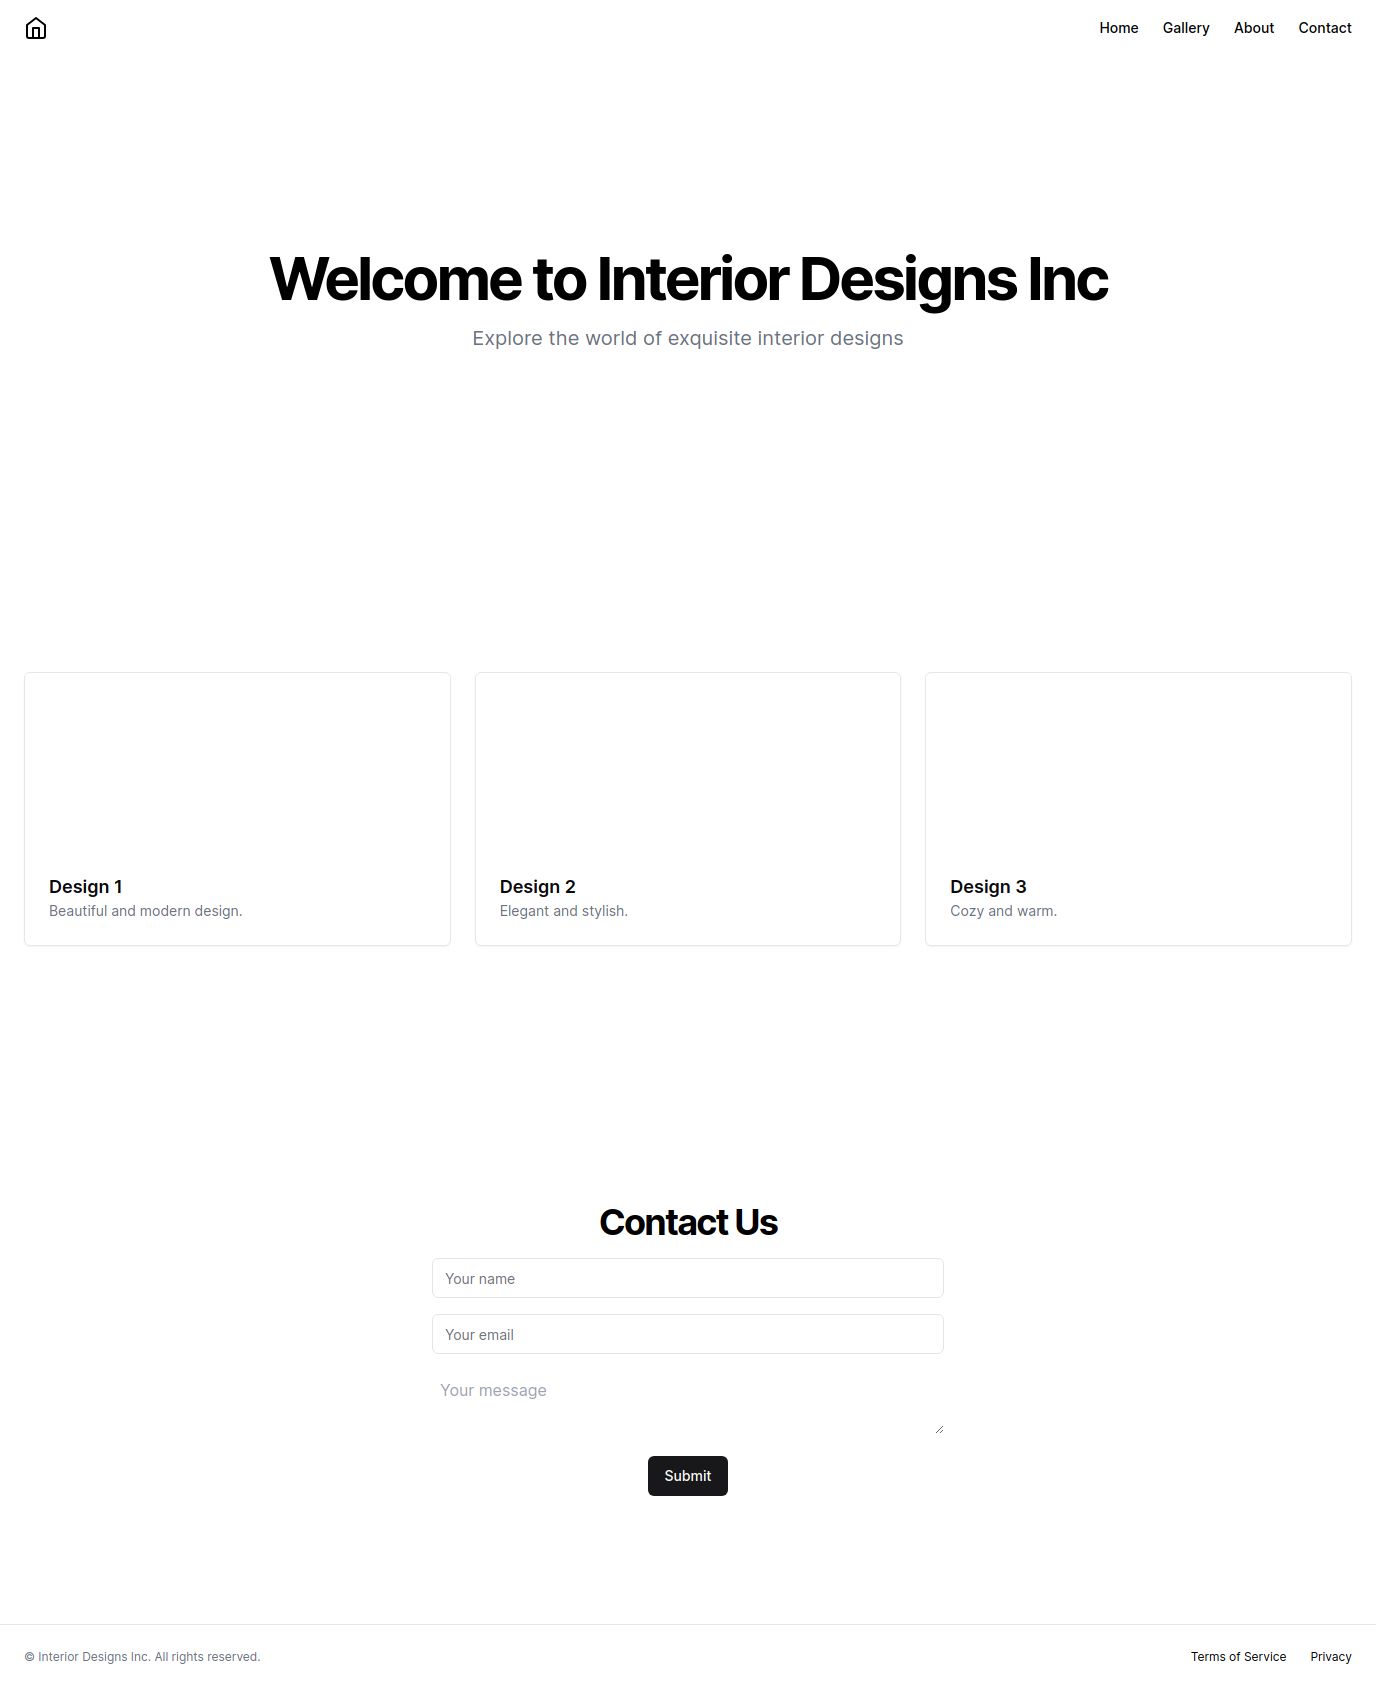 Home Gallery About Contact
Welcome to Interior Designs Inc
Explore the world of exquisite interior designs
Design 1
Beautiful and modern design.
Design 2
Elegant and stylish.
Design 3
Cozy and warm.
Contact Us
Your name
Your email
Your message
Submit
© Interior Designs Inc. All rights reserved.
Terms of Service Privacy